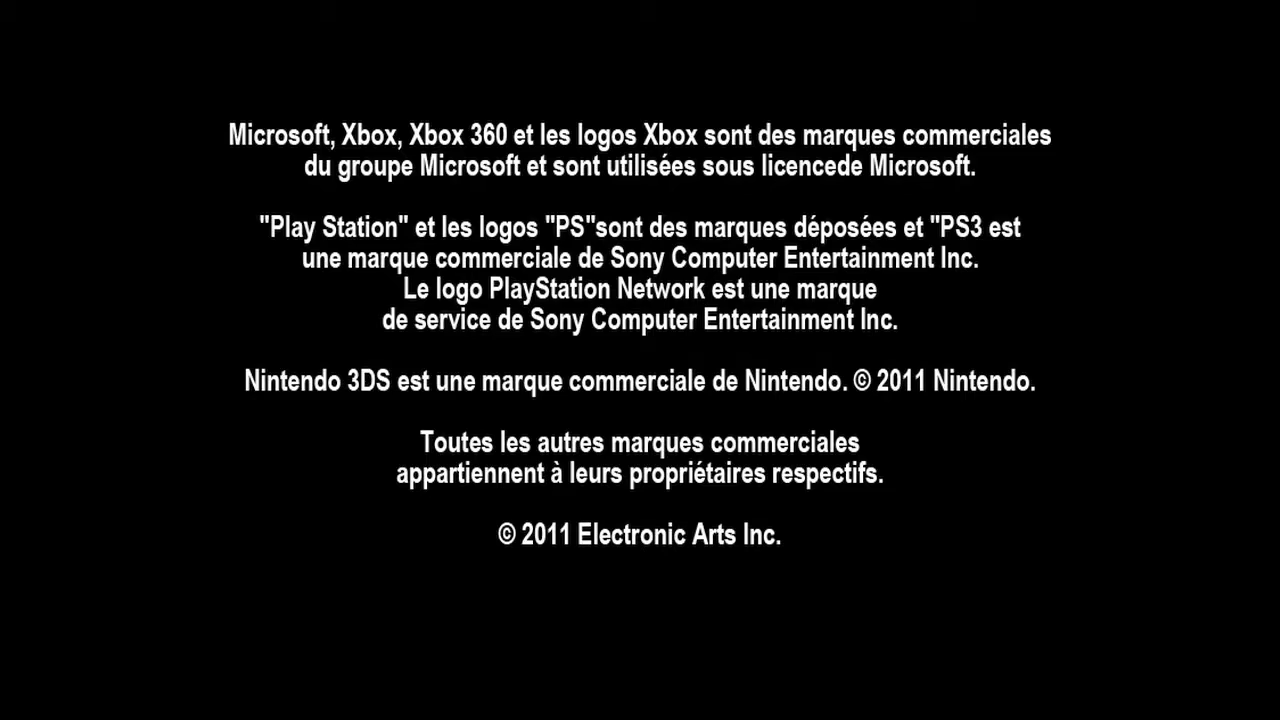 Microsoft, Xbox, Xbox 360 et les logos Xbox sont des marques commerciales
du groupe Microsoft et sont utilisées sous licencede Microsoft.
"Play Station" et les logos "PS"sont des marques déposées et "PS3 est
une marque commerciale de Sony Computer Entertainment Inc.
Le logo PlayStation Network est une marque
de service de Sony Computer Entertainment Inc.
Nintendo 3DS est une marque commerciale de Nintendo. © 2011 Nintendo.
Toutes les autres marques commerciales
appartiennent à leurs propriétaires respectifs.
© 2011 Electronic Arts Inc.